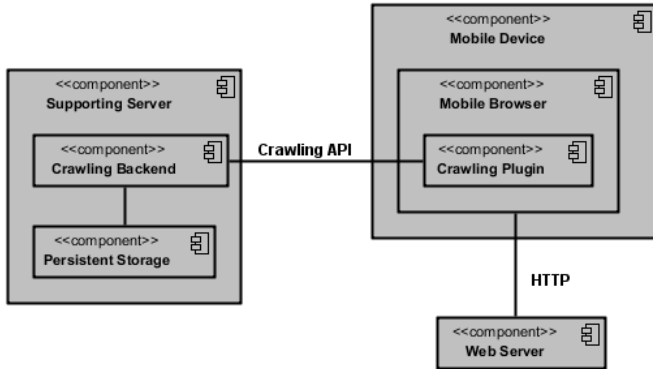 <<component>>
Supporting Server
<<component>>
Crawling Backend
<<component>>
Persistent Storage
Crawling API
<<component>>
Mobile Device
<<component>>
Mobile Browser
<<component>>
Crawling Plugin
HTTP
<<component>>
Web Server